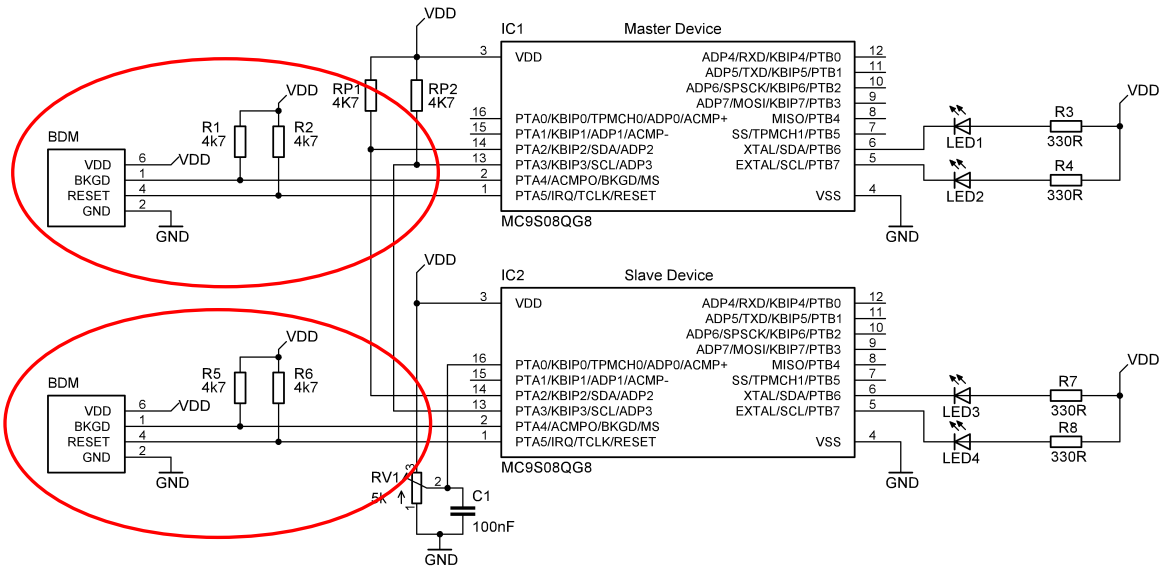 VDD
IC1 Master Device
3 VDD ADP4/RXD/KBIP4/PTB0 12
ADP5/TXD/KBIP5/PTB1 11
ADP6/SPSCK/KBIP6/PTB2 10
ADP7/MOSI/KBIP7/PTB3 9
16 PTA0/KBIP0/TPMCH0/ADP0/ACMP+ MISO/PTB4 8
15 PTA1/KBIP1/ADP1/ACMP- SS/TPMCH1/PTB5 7
14 PTA2/KBIP2/SDA/ADP2 XTAL/SDA/PTB6 6
13 PTA3/KBIP3/SCL/ADP3 EXTAL/SCL/PTB7 5
2 PTA4/ACMPO/BKGD/MS
1 PTA5/IRQ/TCLK/RESET VSS 4
MC9S08QG8
RP1
4K7
RP2
4K7
VDD
R1
4k7
R2
4k7
BDM
VDD 6 VDD
BKGD 1
RESET 4
GND 2
GND
LED1
R3
330R
VDD
LED2
R4
330R
GND
VDD
IC2 Slave Device
3 VDD ADP4/RXD/KBIP4/PTB0 12
ADP5/TXD/KBIP5/PTB1 11
ADP6/SPSCK/KBIP6/PTB2 10
ADP7/MOSI/KBIP7/PTB3 9
16 PTA0/KBIP0/TPMCH0/ADP0/ACMP+ MISO/PTB4 8
15 PTA1/KBIP1/ADP1/ACMP- SS/TPMCH1/PTB5 7
14 PTA2/KBIP2/SDA/ADP2 XTAL/SDA/PTB6 6
13 PTA3/KBIP3/SCL/ADP3 EXTAL/SCL/PTB7 5
2 PTA4/ACMPO/BKGD/MS
1 PTA5/IRQ/TCLK/RESET VSS 4
MC9S08QG8
VDD
R5
4k7
R6
4k7
BDM
VDD 6 VDD
BKGD 1
RESET 4
GND 2
GND
RV1
5k
3
2
1
C1
100nF
GND
LED3
R7
330R
VDD
LED4
R8
330R
GND